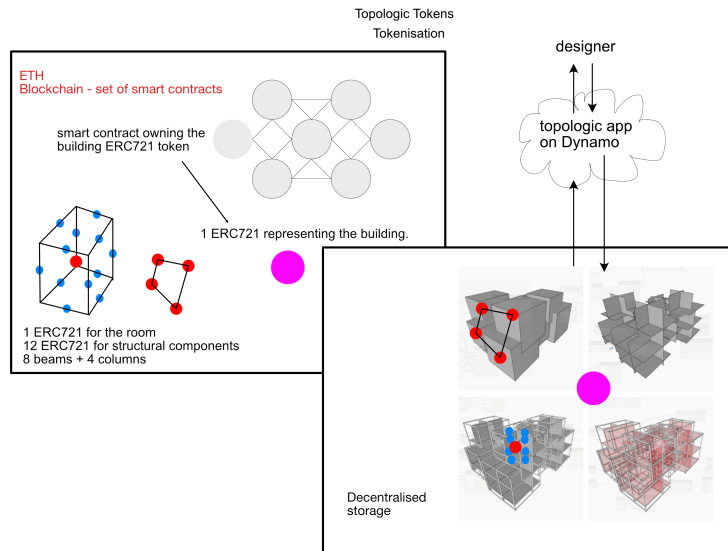 Topologic Tokens
Tokenisation
ETH
Blockchain - set of smart contracts
smart contract owning the
building ERC721 token
1 ERC721 representing the building.
1 ERC721 for the room
12 ERC721 for structural components
8 beams + 4 columns
designer
topologic app
on Dynamo
Decentralised
storage